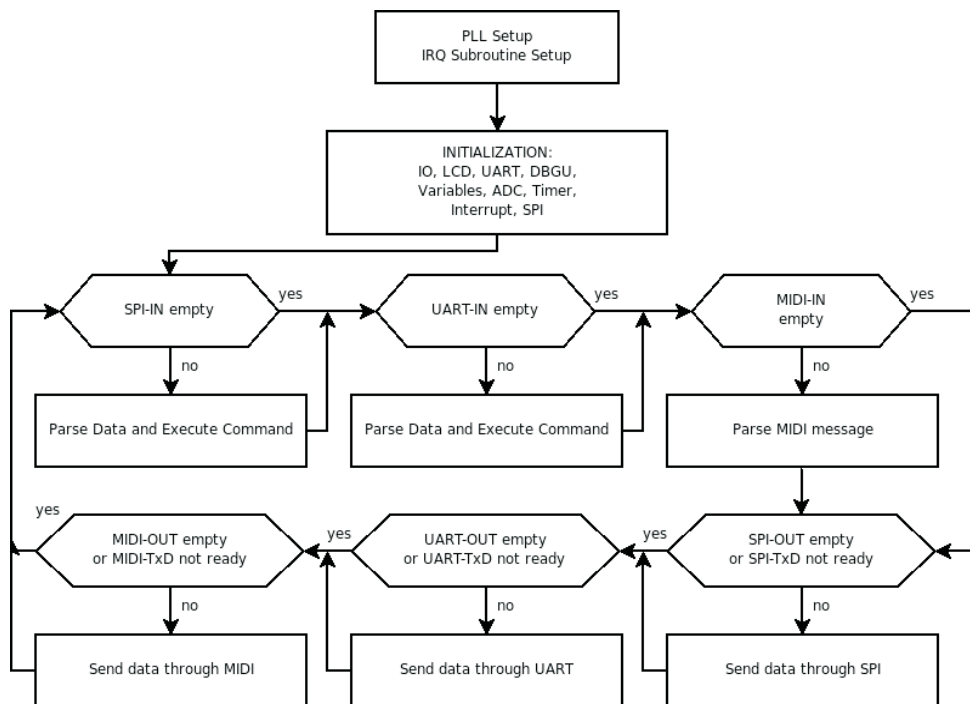 PLL Setup
IRQ Subroutine Setup
INITIALIZATION:
IO, LCD, UART, DBGU,
Variables, ADC, Timer,
Interrupt, SPI
SPI-IN empty
yes
UART-IN empty
yes
MIDI-IN
empty
yes
no
no
no
Parse Data and Execute Command
Parse Data and Execute Command
Parse MIDI message
yes
MIDI-OUT empty
or MIDI-TxD not ready
yes
UART-OUT empty
or UART-TxD not ready
yes
SPI-OUT empty
or SPI-TxD not ready
no
no
no
Send data through MIDI
Send data through UART
Send data through SPI